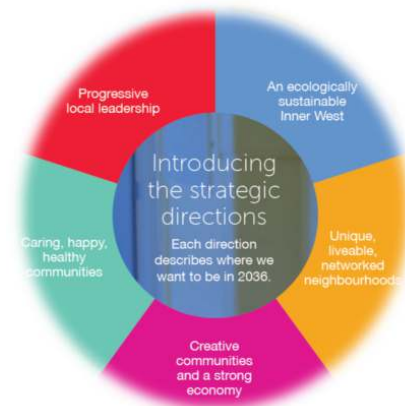 Progressive
local leadership
An ecologically
sustainable
Inner West
Introducing
the strategic
directions
Each direction
describes where we
want to be in 2036.
Caring, happy,
healthy
communities
Unique,
liveable,
networked
neighbourhoods
Creative
communities
and a strong
economy